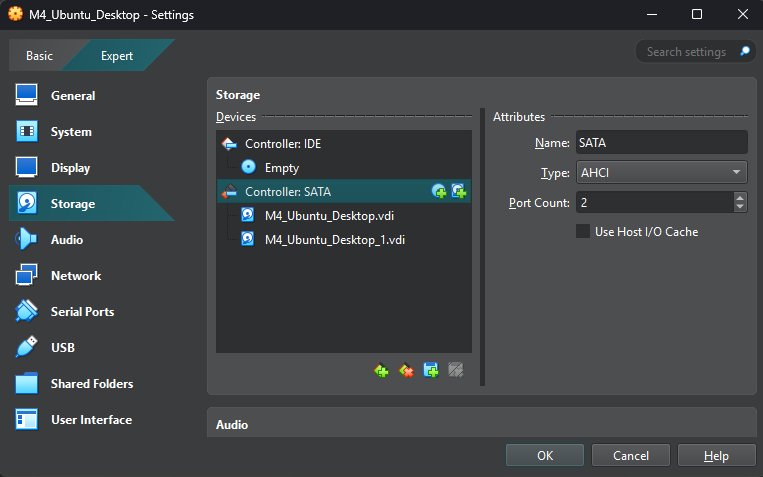 M4_Ubuntu_Desktop - Settings
Basic
Expert
Search settings
General
System
Display
Storage
Audio
Network
Serial Ports
USB
Shared Folders
User Interface
Storage
Devices
Controller: IDE
Empty
Controller: SATA
M4_Ubuntu_Desktop.vdi
M4_Ubuntu_Desktop_1.vdi
Attributes
Name: SATA
Type: AHCI
Port Count: 2
Use Host I/O Cache
Audio
OK
Cancel
Help